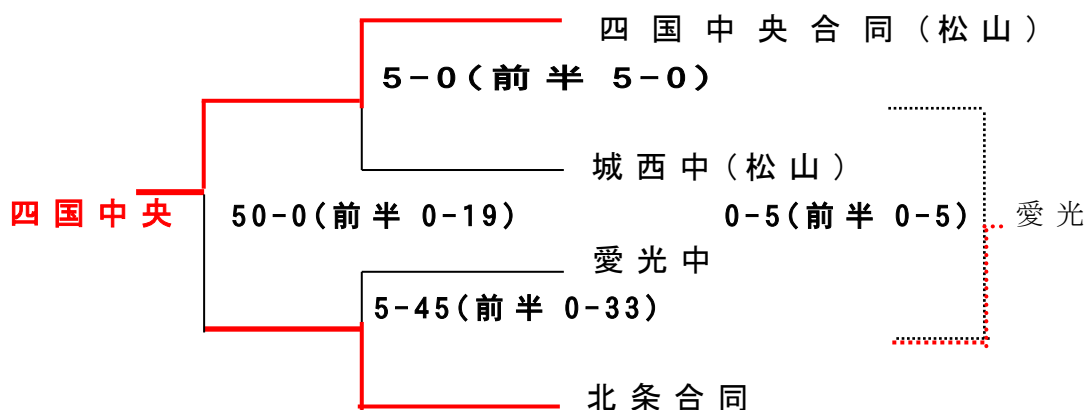 四国中央合同(松山)
5-0(前半 5-0)
城西中(松山)
四国中央
50-0(前半 0-19)
0-5(前半 0-5)
愛光
愛光中
5-45(前半 0-33)
北条合同